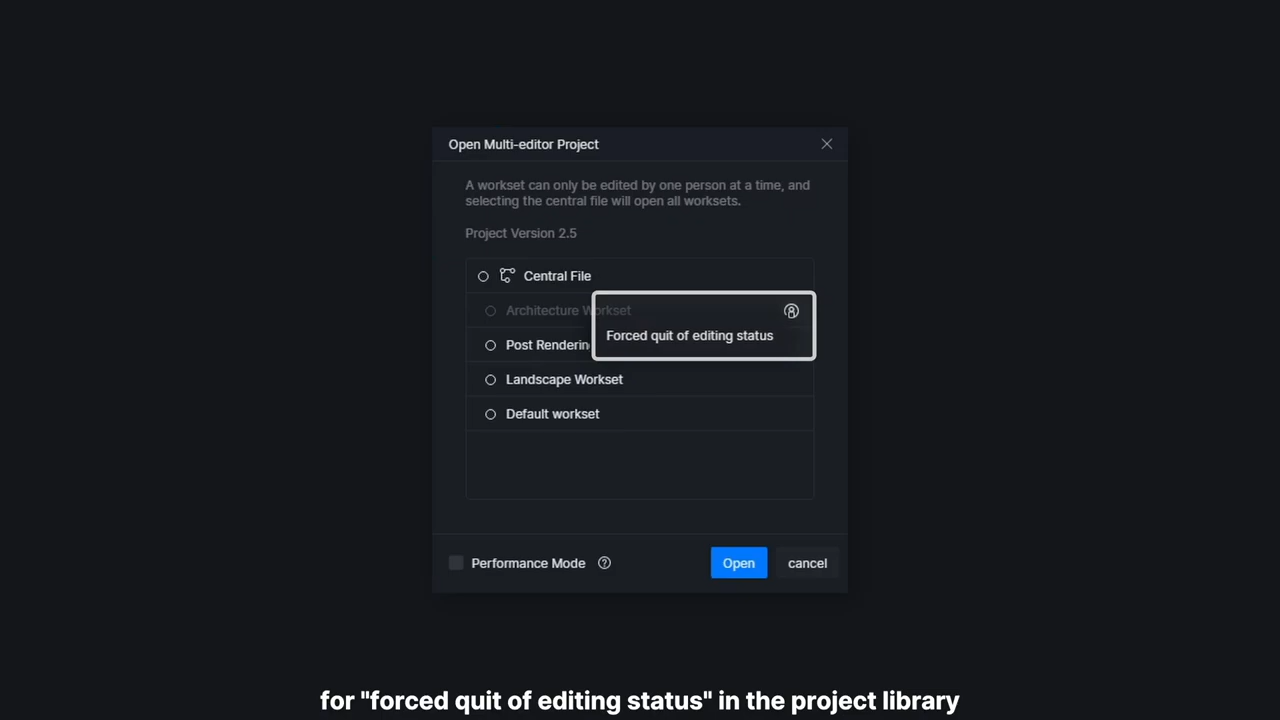 Open Multi-editor Project
A workset can only be edited by one person at a time, and
selecting the central file will open all worksets.
Project Version 2.5
Central File
Architecture Workset
Forced quit of editing status
Post Renderin
Landscape Workset
Default workset
Performance Mode
Open
cancel
for "forced quit of editing status" in the project library